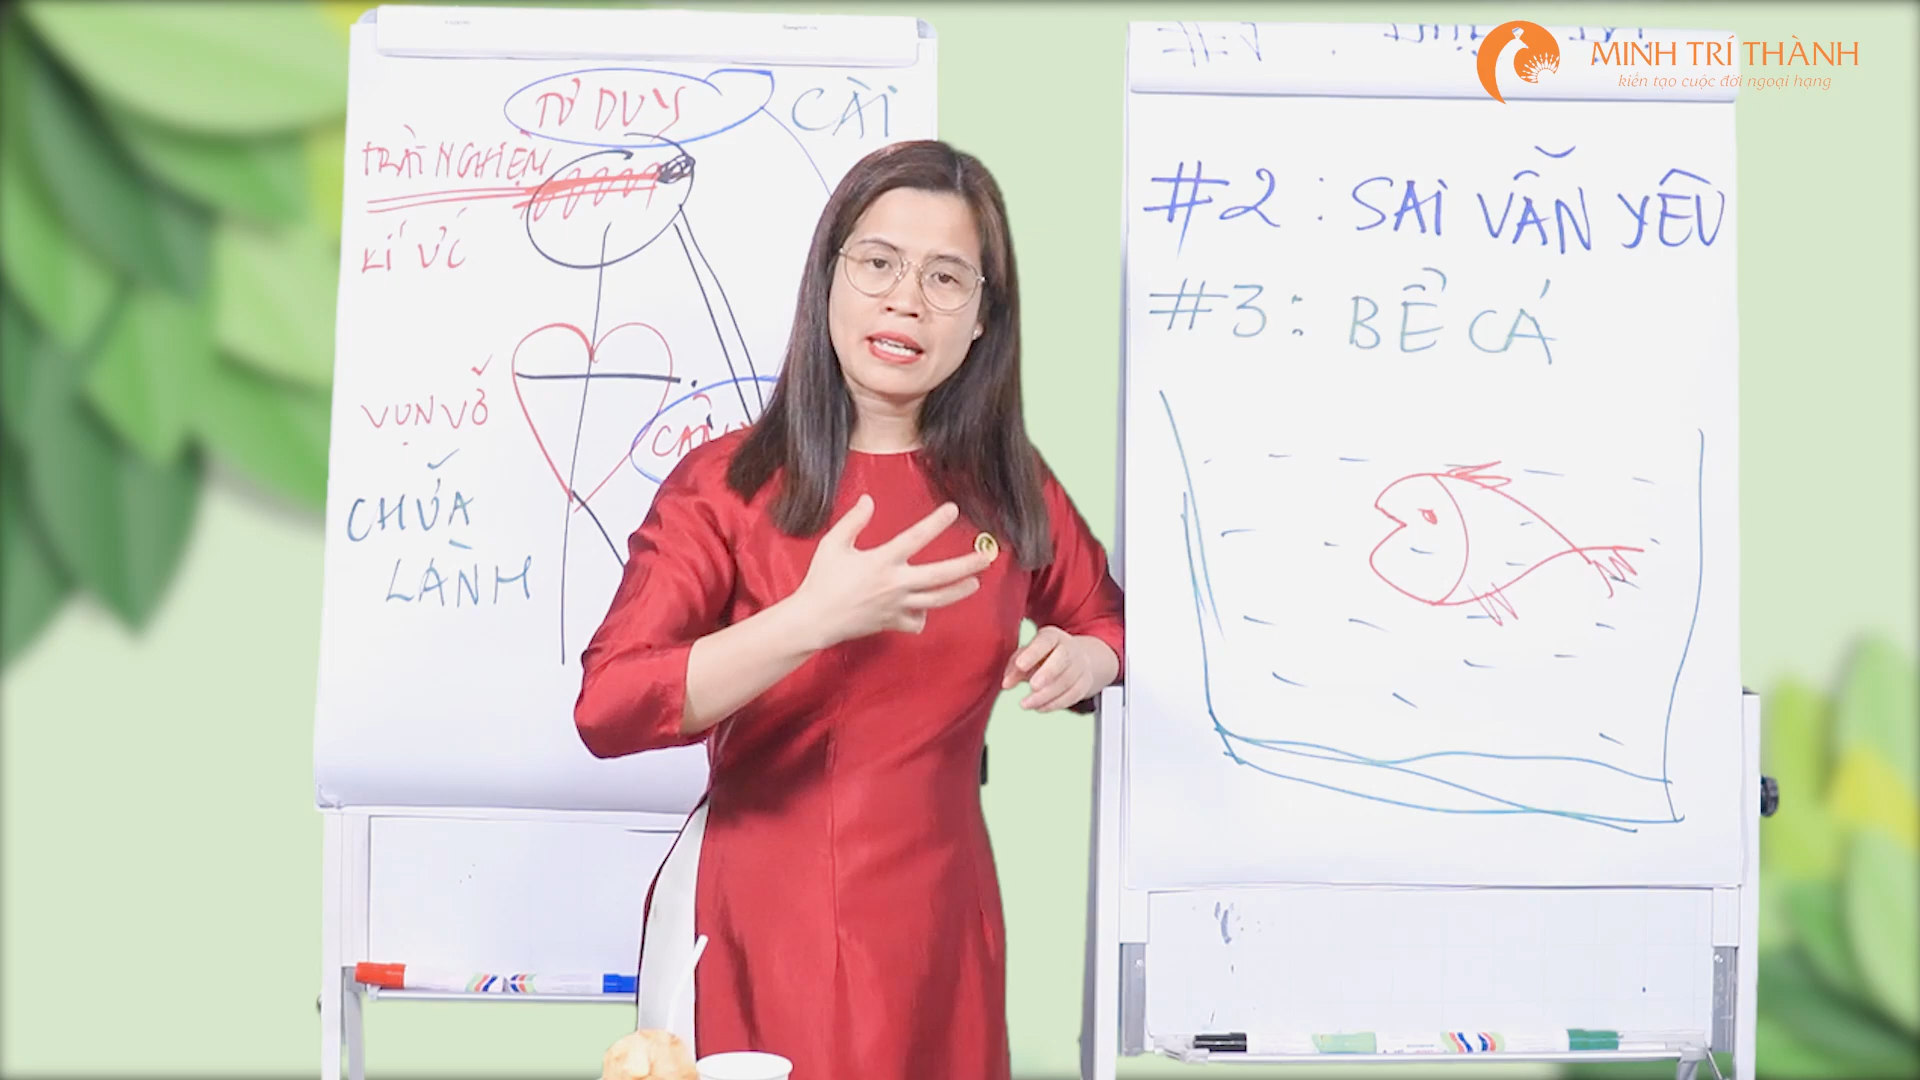 TƯ DUY
CÀI
TRẢI NGHIỆM
KÍ ỨC
VỤN VỠ
CHỮA
LÀNH
MINH TRÍ THÀNH
kiến tạo cuộc đời ngoại hạng
#2: SAI VẪN YÊU
#3: BỂ CÁ